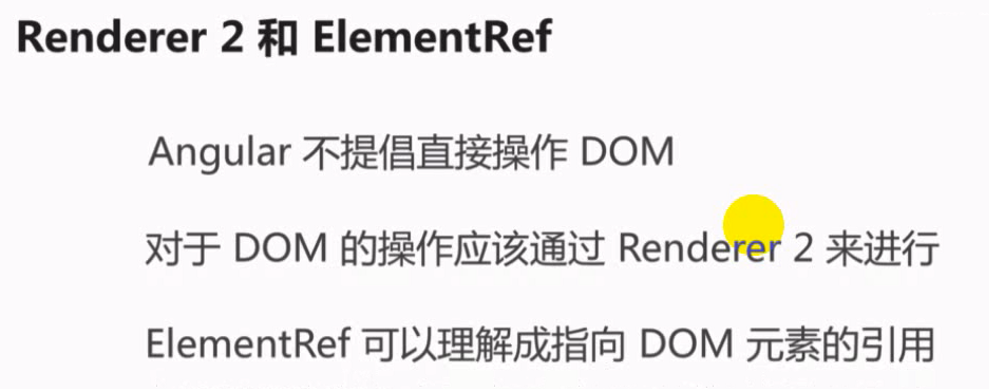 Renderer 2 和 ElementRef
Angular 不提倡直接操作 DOM
对于 DOM 的操作应该通过 Renderer 2 来进行
ElementRef 可以理解成指向 DOM 元素的引用